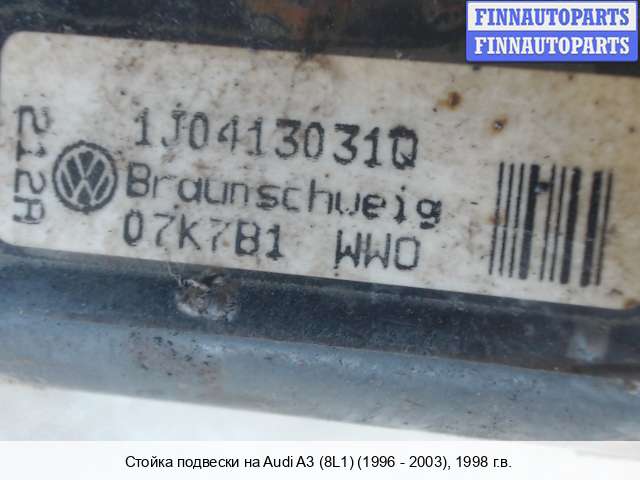 FINNAUTOPARTS
FINNAUTOPARTS
1J0413031Q
212A
Braunschweig
07K7B1 WWO
Стойка подвески на Audi A3 (8L1) (1996 - 2003), 1998 г.в.